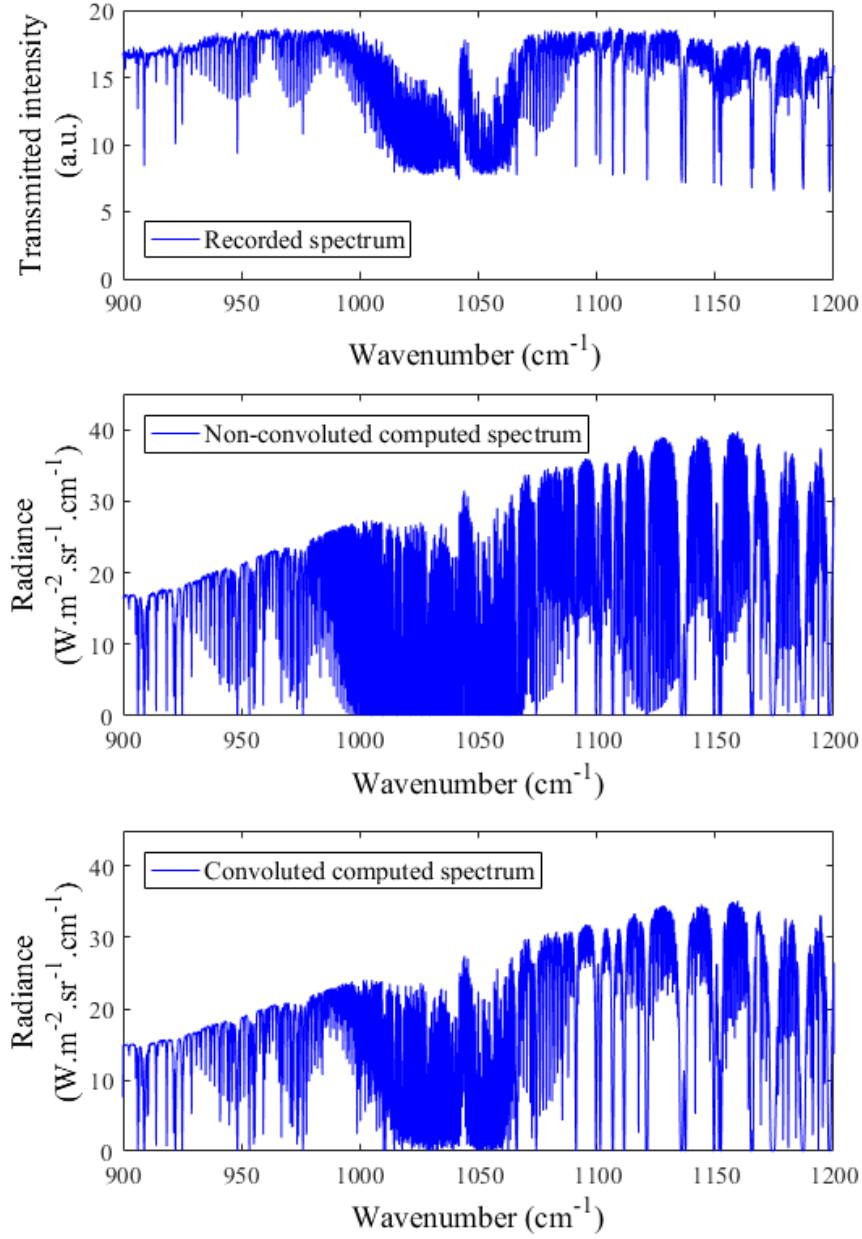 20
15
10
5
0
Transmitted intensity
(a.u.)
Recorded spectrum
900 950 1000 1050 1100 1150 1200
Wavenumber (cm-1)
40
30
20
10
0
Radiance
(W.m-2.sr-1.cm-1)
Non-convoluted computed spectrum
900 950 1000 1050 1100 1150 1200
Wavenumber (cm-1)
40
30
20
10
0
Radiance
(W.m-2.sr-1.cm-1)
Convoluted computed spectrum
900 950 1000 1050 1100 1150 1200
Wavenumber (cm-1)